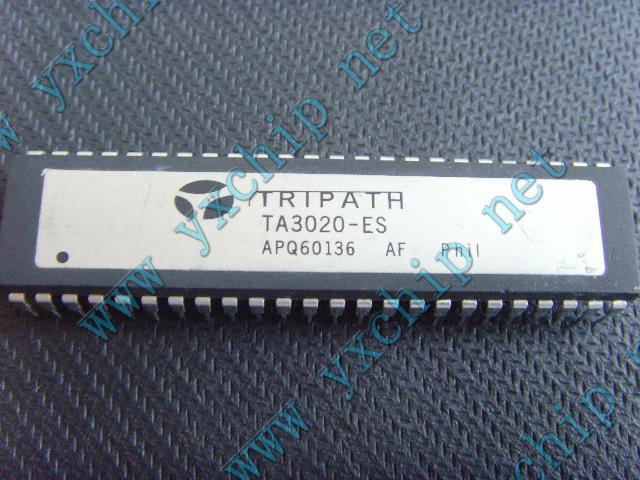 TRIPATH
TA3020-ES
APQ60136 AF Phil
www yxchip net
www yxchip net
www yxchip net